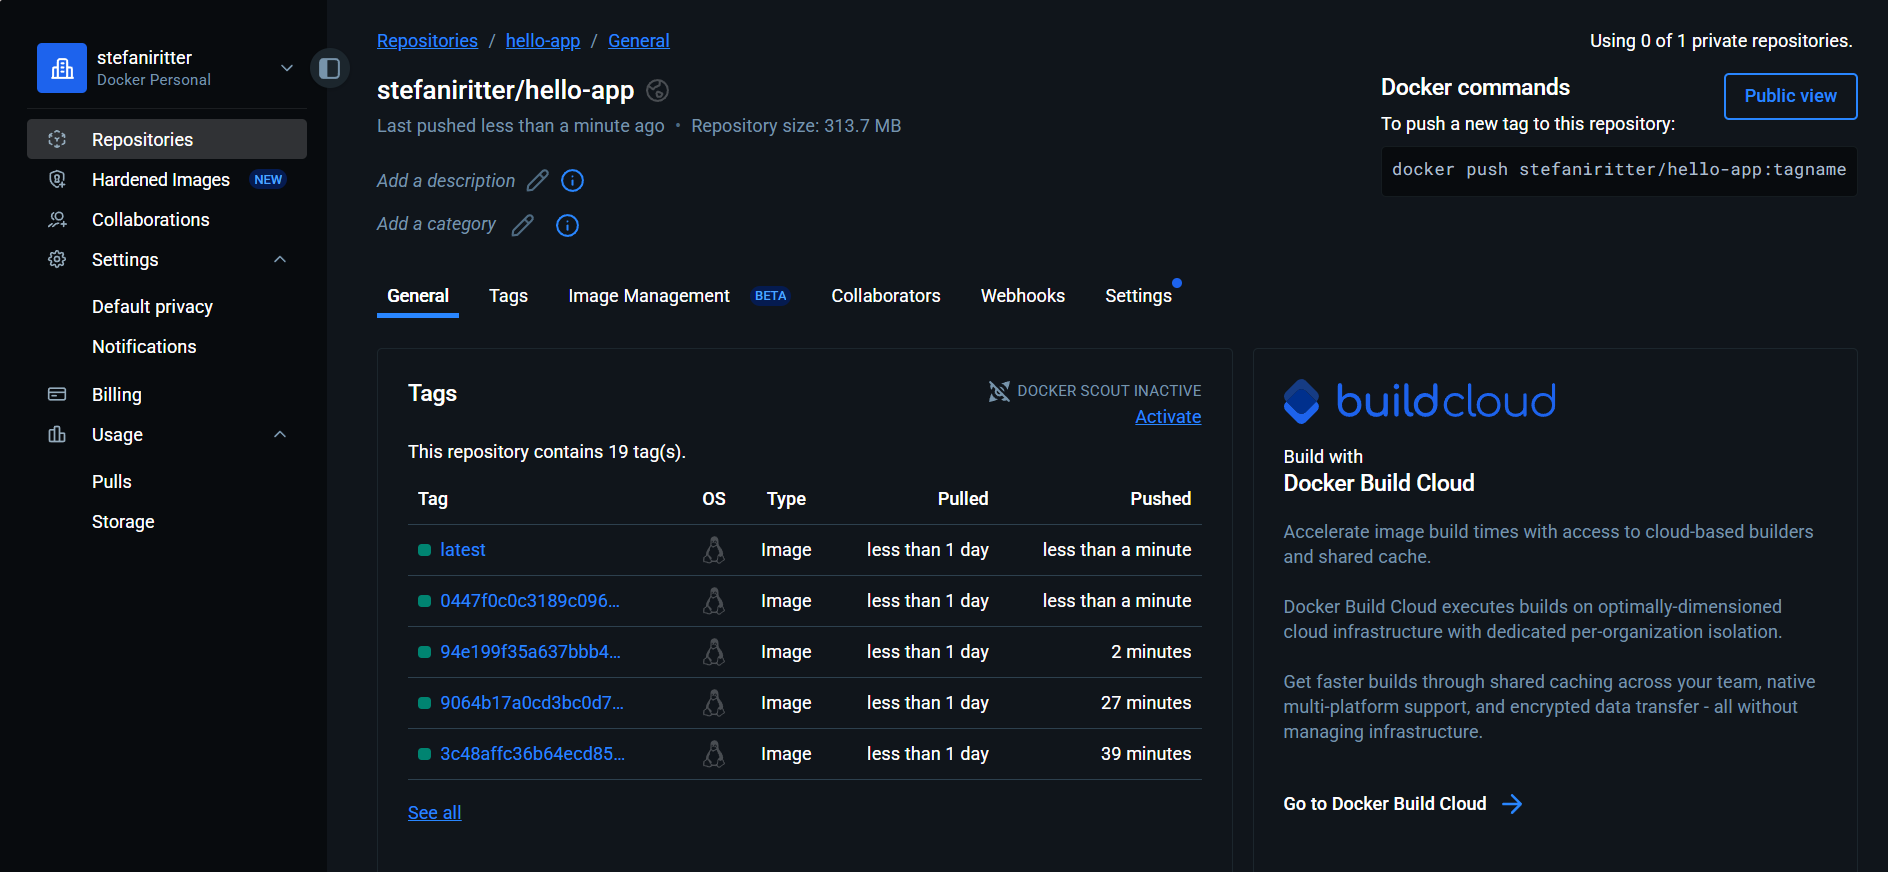 stefaniritter
Docker Personal
Repositories
Hardened Images NEW
Collaborations
Settings
Default privacy
Notifications
Billing
Usage
Pulls
Storage
Repositories / hello-app / General
Using 0 of 1 private repositories.
stefaniritter/hello-app
Last pushed less than a minute ago • Repository size: 313.7 MB
Add a description
Add a category
Docker commands
Public view
To push a new tag to this repository:
docker push stefaniritter/hello-app:tagname
General Tags Image Management BETA Collaborators Webhooks Settings
Tags
DOCKER SCOUT INACTIVE
Activate
This repository contains 19 tag(s).
Tag OS Type Pulled Pushed
latest Image less than 1 day less than a minute
0447f0c0c3189c096... Image less than 1 day less than a minute
94e199f35a637bbb4... Image less than 1 day 2 minutes
9064b17a0cd3bc0d7... Image less than 1 day 27 minutes
3c48affc36b64ecd85... Image less than 1 day 39 minutes
See all
buildcloud
Build with
Docker Build Cloud
Accelerate image build times with access to cloud-based builders
and shared cache.
Docker Build Cloud executes builds on optimally-dimensioned
cloud infrastructure with dedicated per-organization isolation.
Get faster builds through shared caching across your team, native
multi-platform support, and encrypted data transfer - all without
managing infrastructure.
Go to Docker Build Cloud